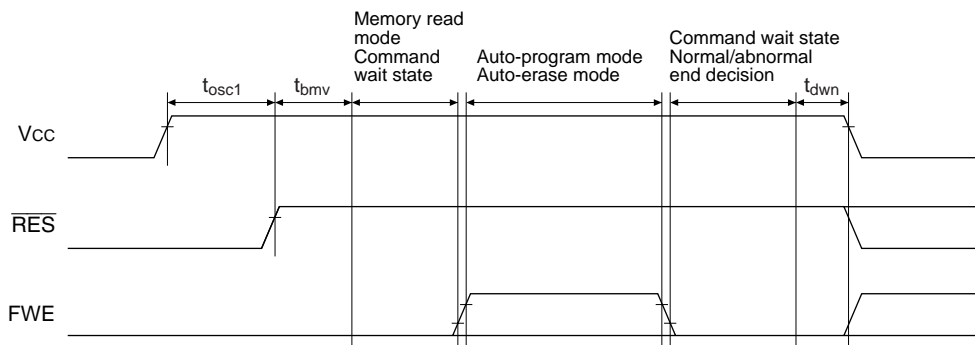 Memory read
mode
Command
wait state
Auto-program mode
Auto-erase mode
Command wait state
Normal/abnormal
end decision
tosc1
tbmv
tdwn
VCC
RES
FWE